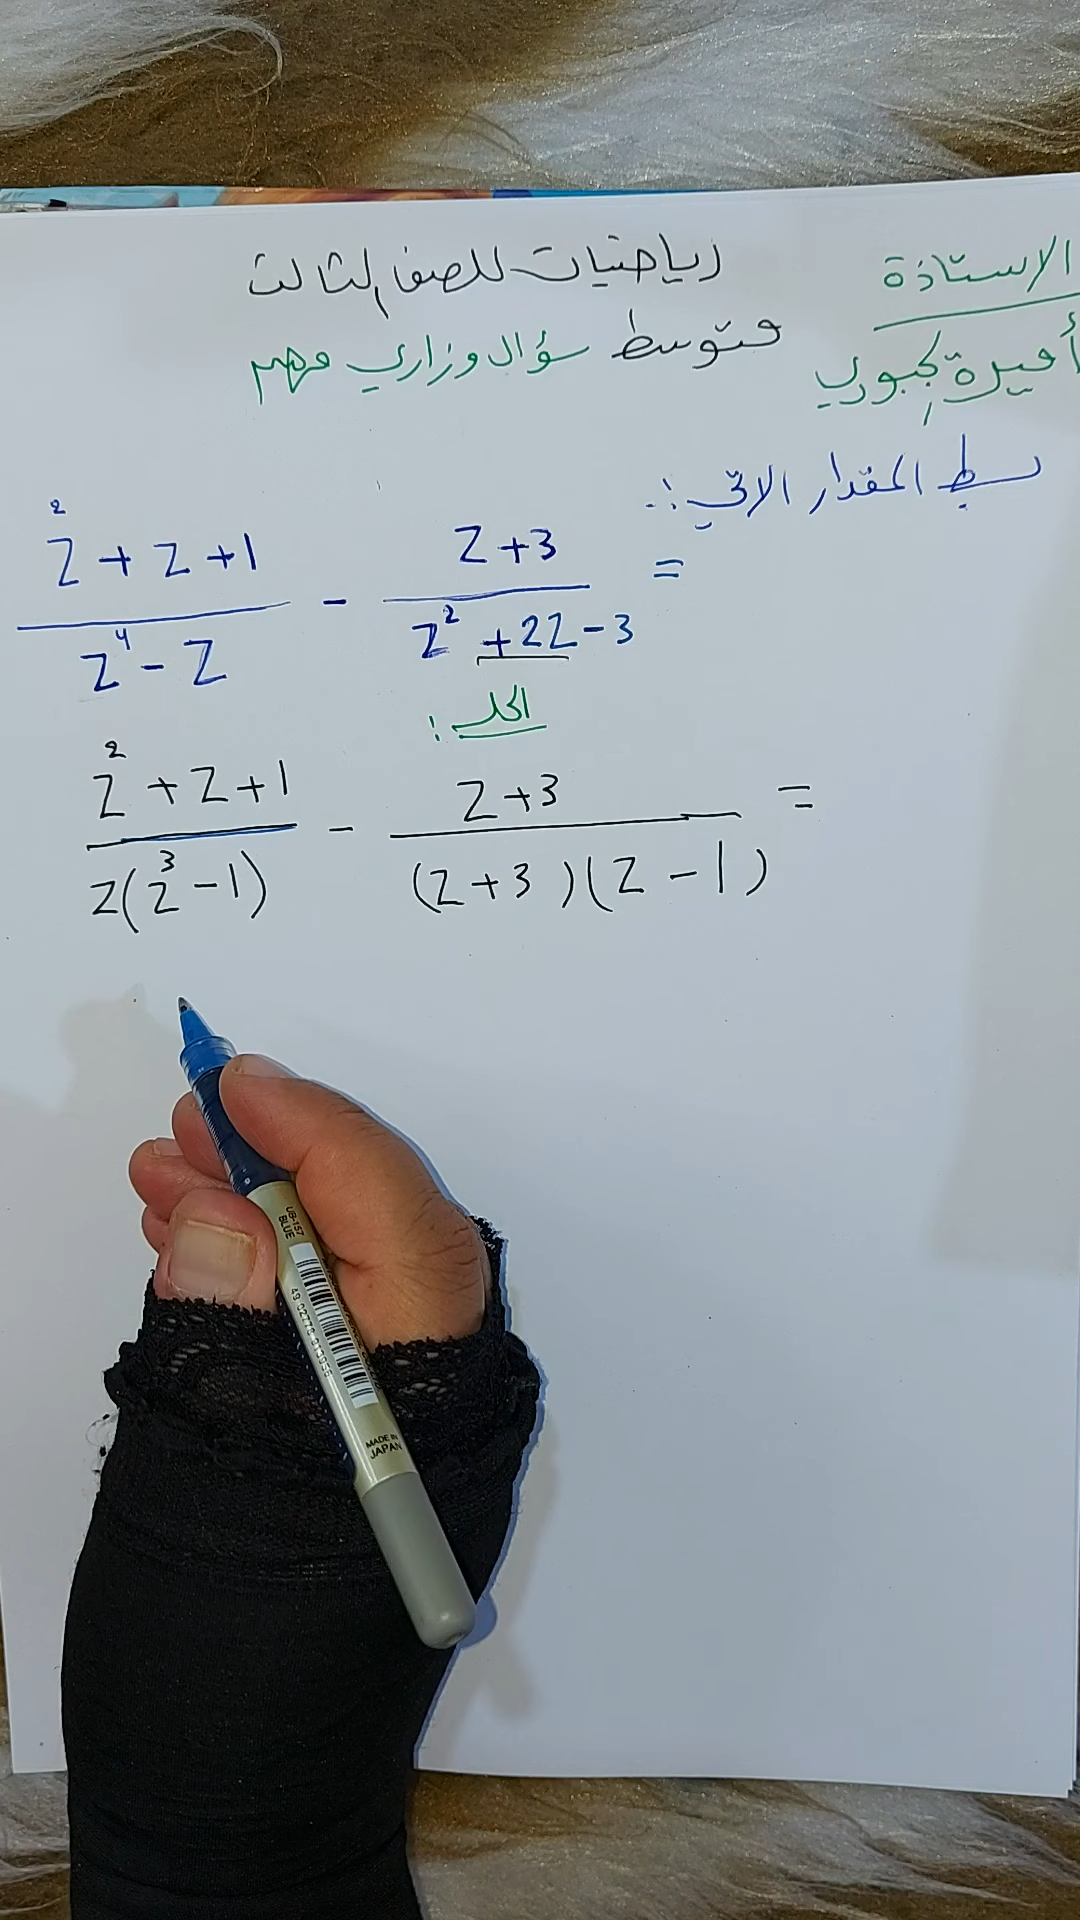 الاستاذة
أميرة الجبوري
رياضيات للصف الثالث
متوسط سؤال وزاري مهم
بسط المقدار الاتي :-
z² + z + 1 / z⁴ - z - z + 3 / z² + 2z - 3 =
الحل :
z² + z + 1 / z(z³ - 1) - z + 3 / (z + 3)(z - 1) =
UB-157
BLUE
MADE IN
JAPAN